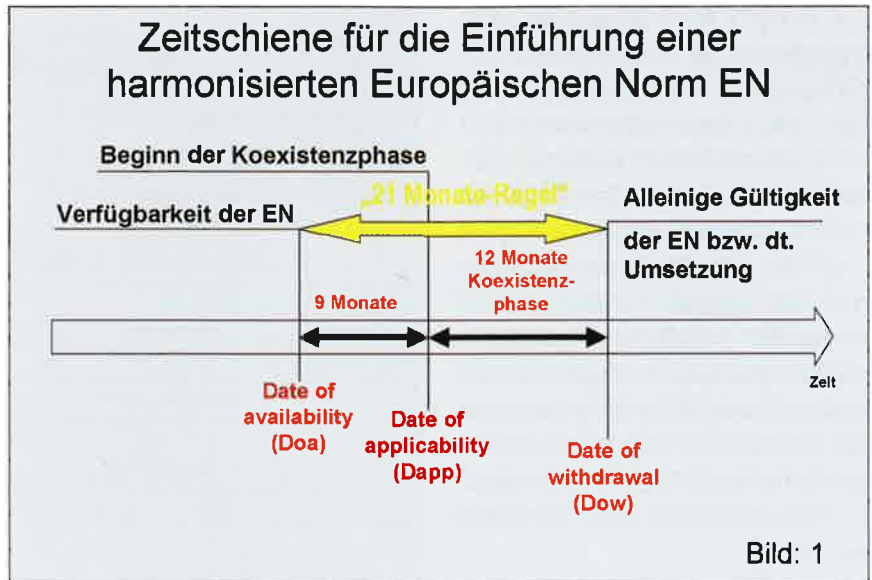 Zeitschiene für die Einführung einer
harmonisierten Europäischen Norm EN
Beginn der Koexistenzphase
„21 Monate-Regel“
Verfügbarkeit der EN
Alleinige Gültigkeit
der EN bzw. dt.
Umsetzung
12 Monate
Koexistenz-
phase
9 Monate
Zeit
Date of
availability
(Doa)
Date of
applicability
(Dapp)
Date of
withdrawal
(Dow)
Bild: 1